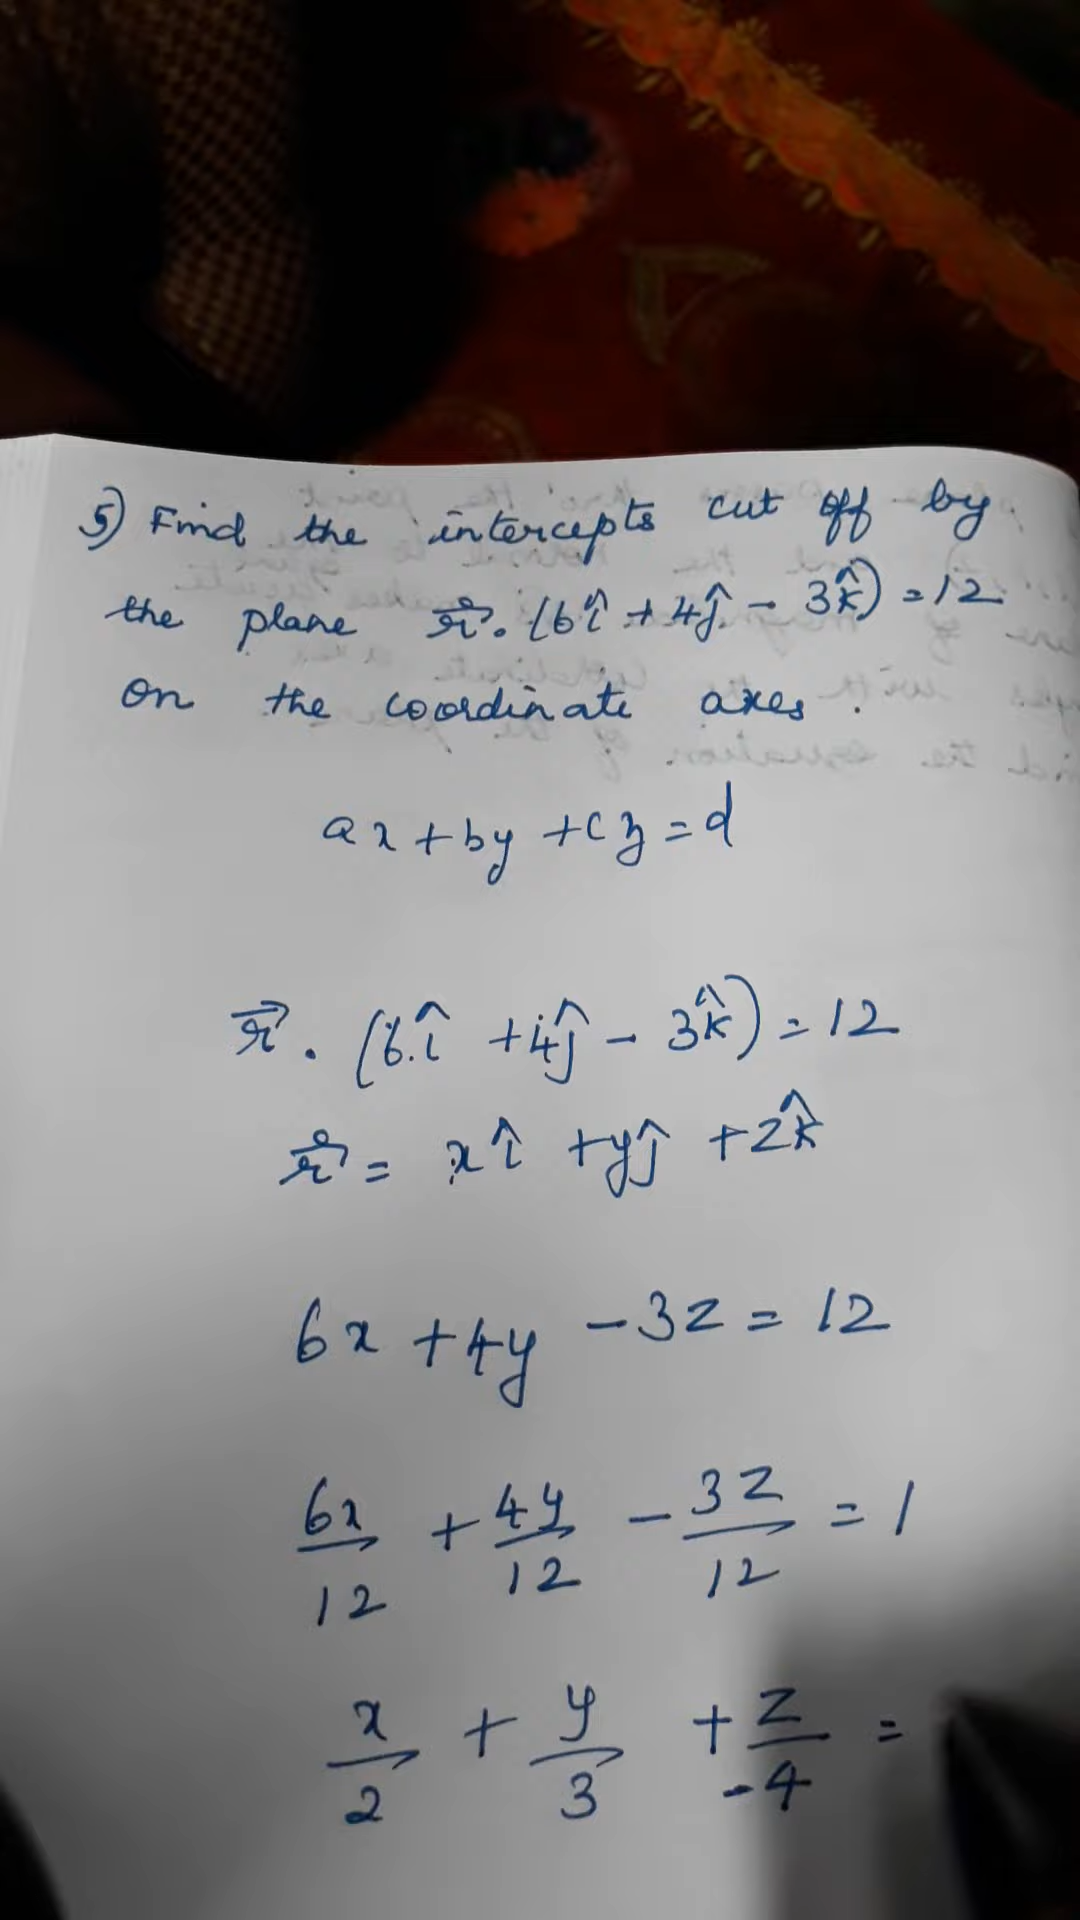 5) Find the intercepts cut off by
the plane r⃗. (6î + 4ĵ - 3k̂) = 12
on the coordinate axes.
ax + by + cz = d
r⃗. (6.î + 4ĵ - 3k̂) = 12
r⃗ = xî + yĵ + zk̂
6x + 4y - 3z = 12
6x/12 + 4y/12 - 3z/12 = 1
x/2 + y/3 + z/-4 =